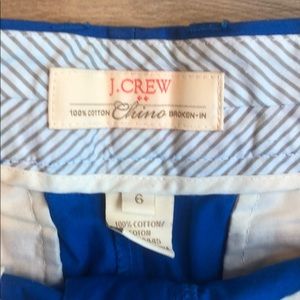 J.CREW
100% COTTON Chino BROKEN-IN
6
100% COTTON/